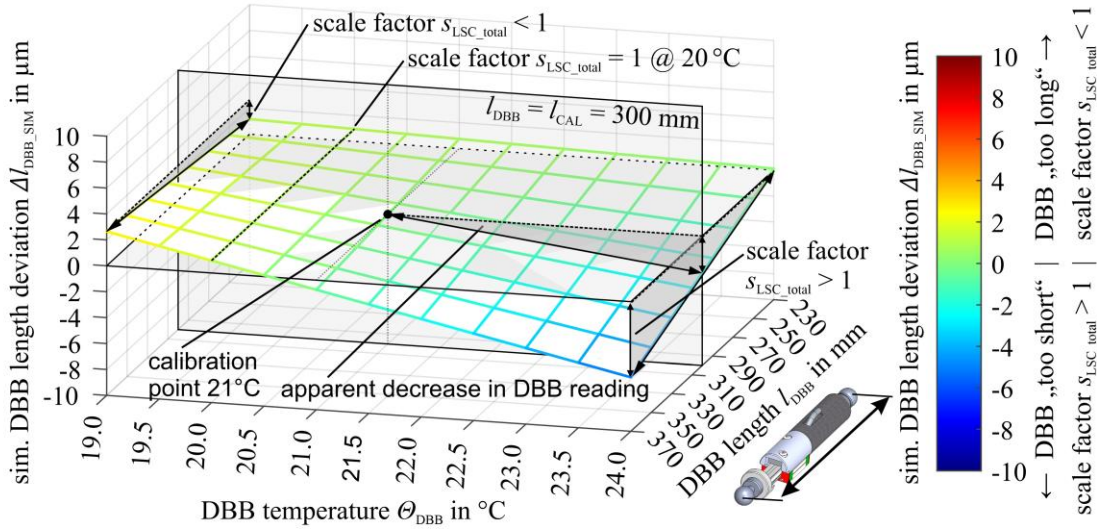 scale factor sLSC_total < 1
scale factor sLSC_total = 1 @ 20 °C
lDBB = lCAL = 300 mm
sim. DBB length deviation ΔlDBB_SIM in µm
10
8
6
4
2
0
-2
-4
-6
-8
-10
scale factor
sLSC_total > 1
calibration
point 21°C
apparent decrease in DBB reading
19.0
19.5
20.0
20.5
21.0
21.5
22.0
22.5
23.0
23.5
24.0
DBB temperature ΘDBB in °C
230
250
270
290
310
330
350
370
DBB length lDBB in mm
sim. DBB length deviation ΔlDBB_SIM in µm
10
8
6
4
2
0
-2
-4
-6
-8
-10
← DBB „too short“ | DBB „too long“ →
scale factor sLSC_total > 1 | scale factor sLSC_total < 1